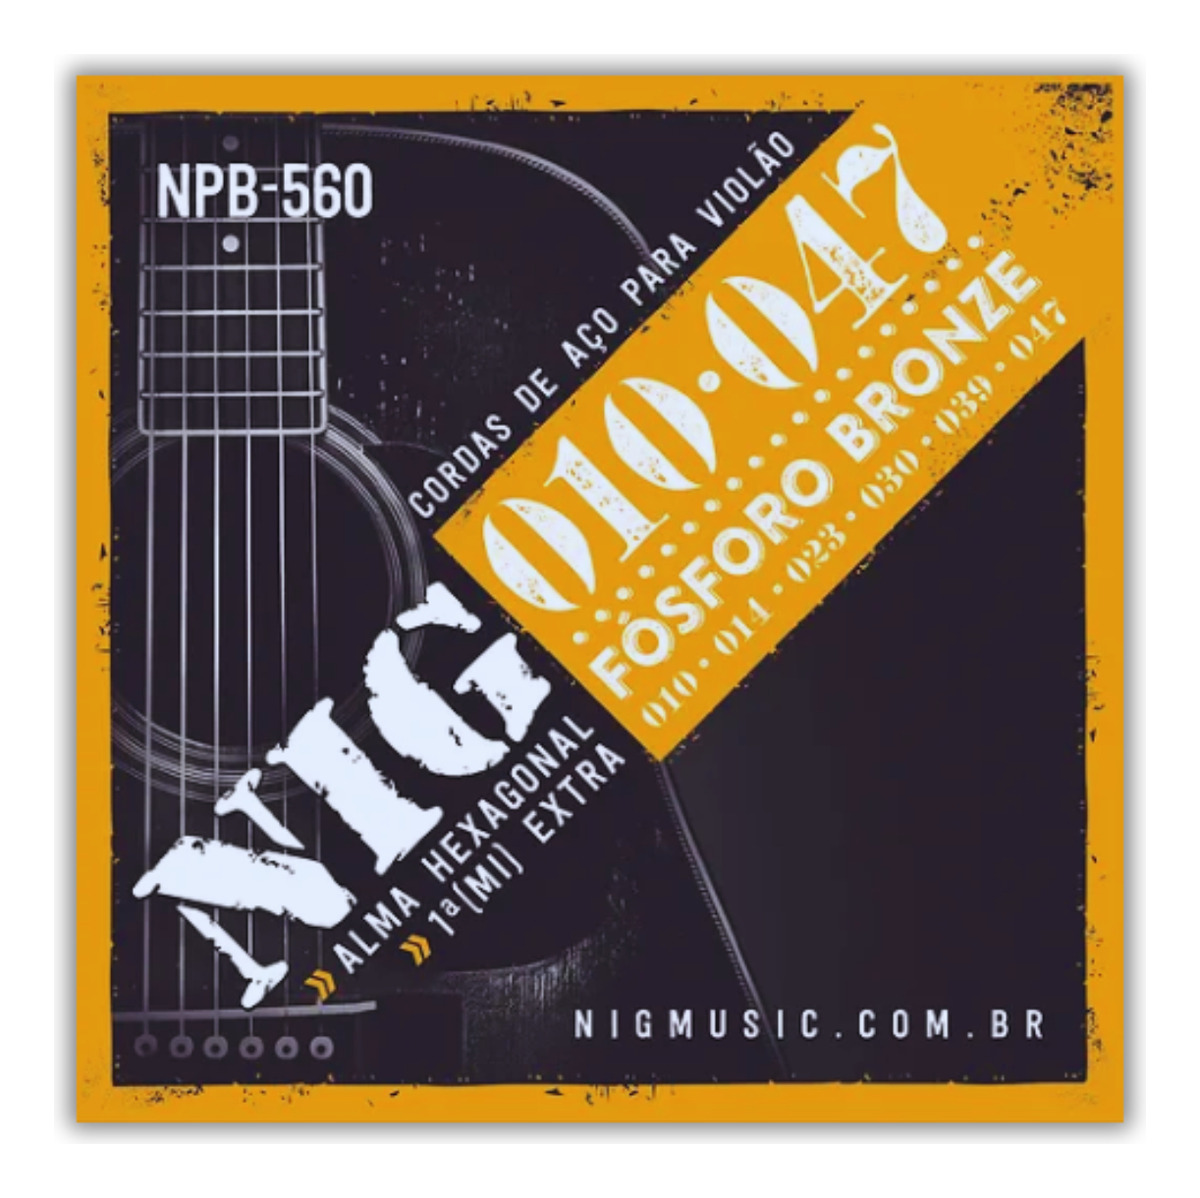 NPB-560
CORDAS DE AÇO PARA VIOLÃO
010·047
FÓSFORO BRONZE
010 · 014 · 023 · 030 · 039 · 047
NIG
» ALMA HEXAGONAL
» 1ª(MI) EXTRA
NIGMUSIC.COM.BR